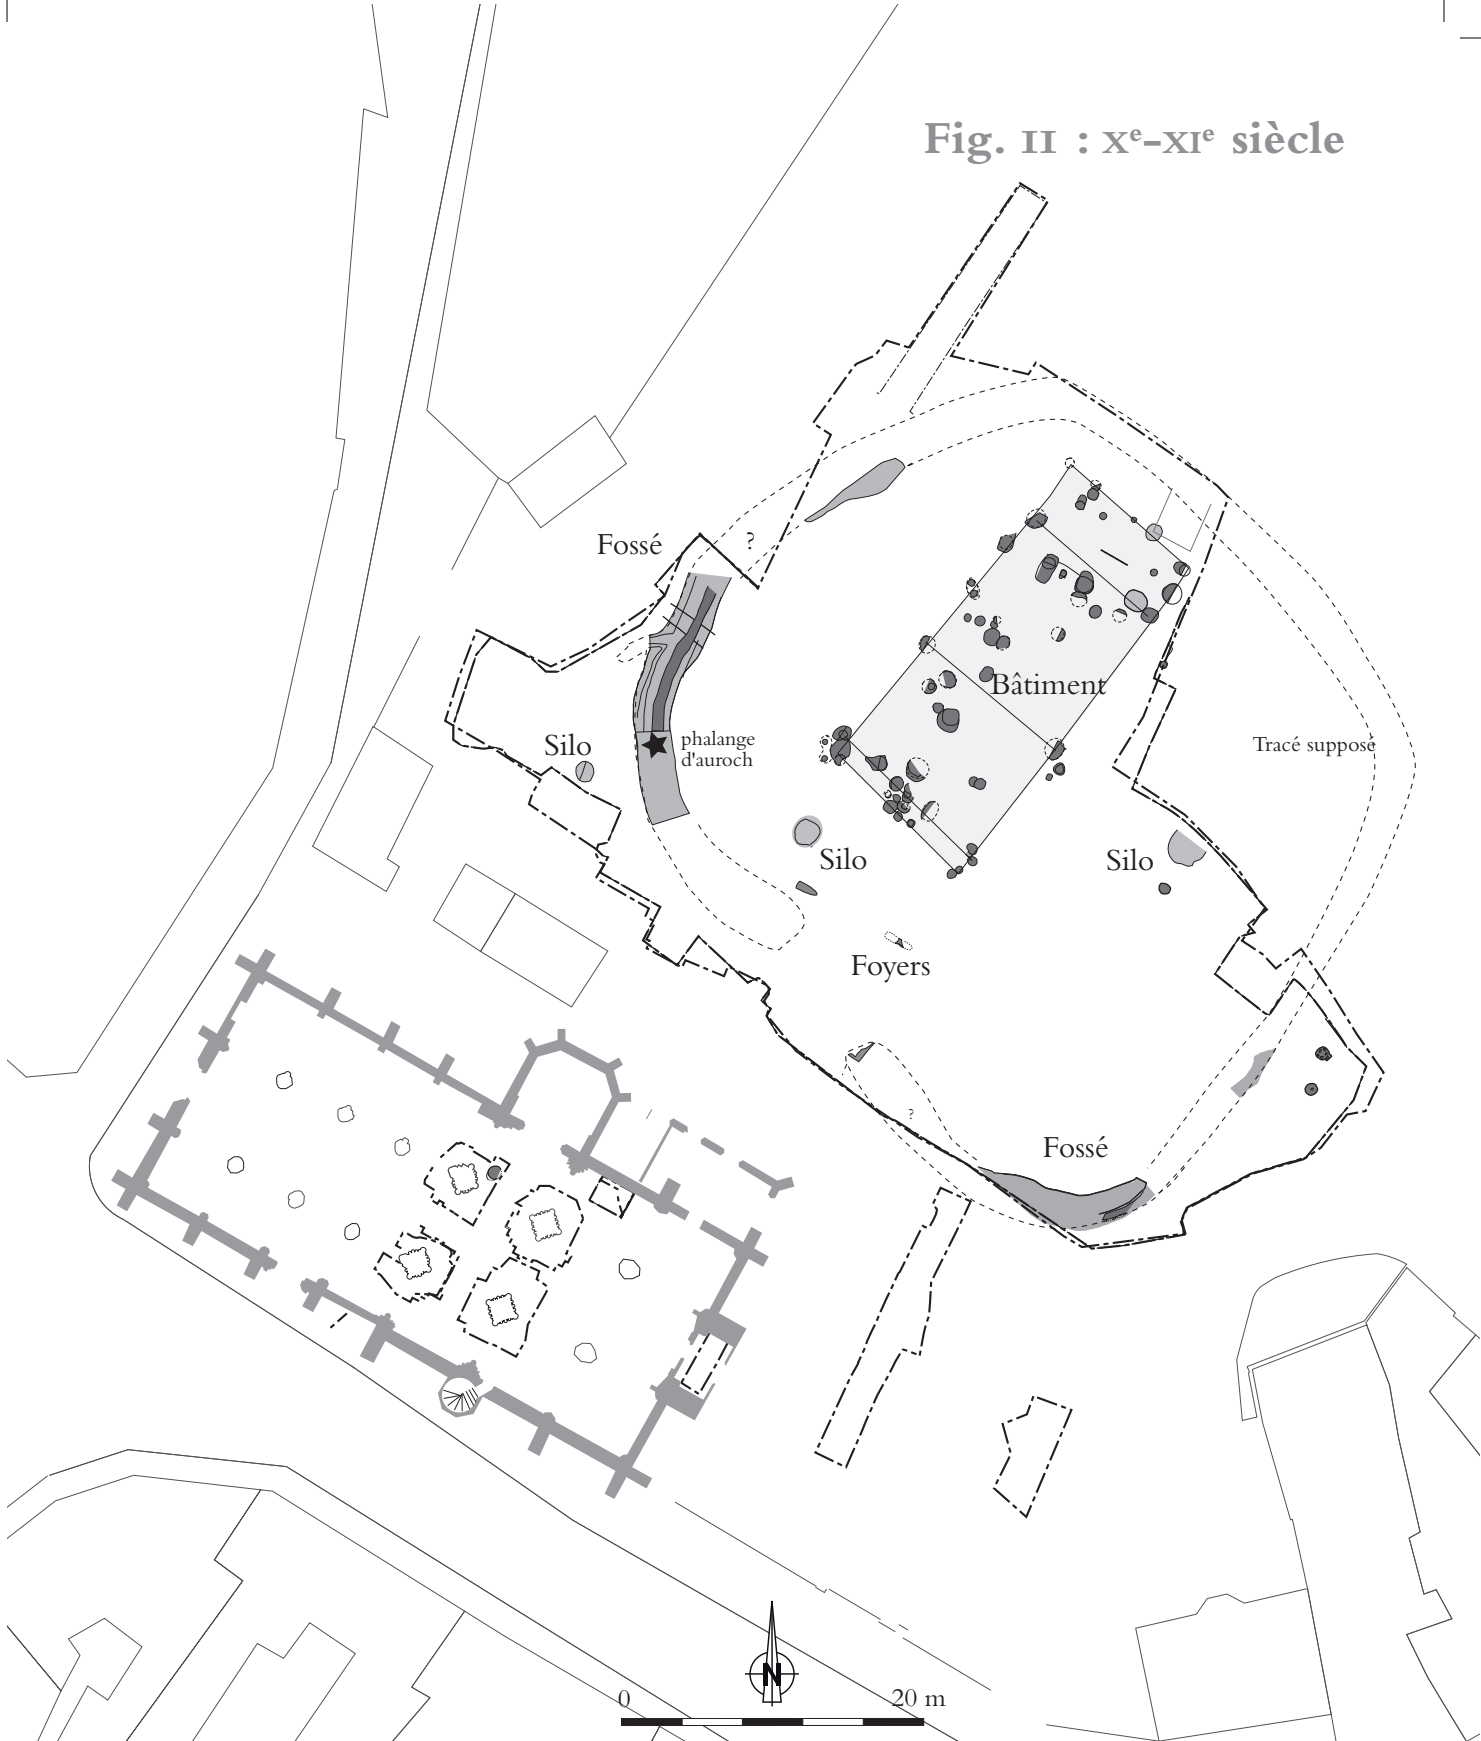 Fig. II : Xᵉ-XIᵉ siècle
Fossé
?
Bâtiment
phalange
d'auroch
Silo
Tracé supposé
Silo
Silo
Foyers
?
Fossé
N
0
20 m